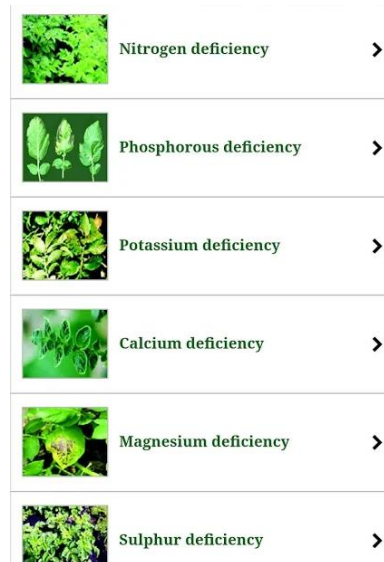 Nitrogen deficiency
Phosphorous deficiency
Potassium deficiency
Calcium deficiency
Magnesium deficiency
Sulphur deficiency